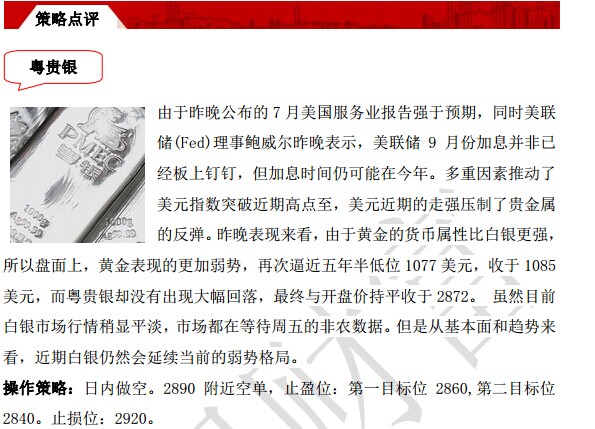 策略点评
粤贵银
由于昨晚公布的 7 月美国服务业报告强于预期，同时美联
储(Fed)理事鲍威尔昨晚表示，美联储 9 月份加息并非已
经板上钉钉，但加息时间仍可能在今年。多重因素推动了
美元指数突破近期高点至，美元近期的走强压制了贵金属
的反弹。昨晚表现来看，由于黄金的货币属性比白银更强，
所以盘面上，黄金表现的更加弱势，再次逼近五年半低位 1077 美元，收于 1085
美元，而粤贵银却没有出现大幅回落，最终与开盘价持平收于 2872。 虽然目前
白银市场行情稍显平淡，市场都在等待周五的非农数据。但是从基本面和趋势来
看，近期白银仍然会延续当前的弱势格局。
操作策略：日内做空。2890 附近空单，止盈位：第一目标位 2860,第二目标位
2840。止损位：2920。
PMEC
粤银
1000g
Ag99.99
1000g